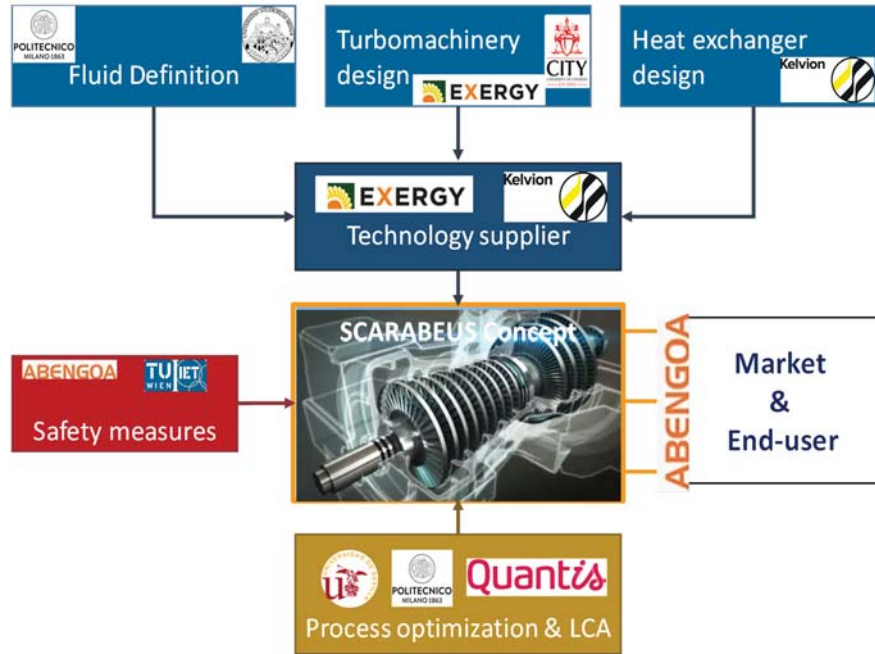 POLITECNICO
MILANO 1863
Fluid Definition
Turbomachinery
design
EXERGY
CITY
Heat exchanger
design
Kelvion
EXERGY
Kelvion
Technology supplier
SCARABEUS Concept
ABENGOA
TU
WIEN
IET
Safety measures
ABENGOA
Market
&
End-user
POLITECNICO
MILANO 1863
Quantis
Process optimization & LCA